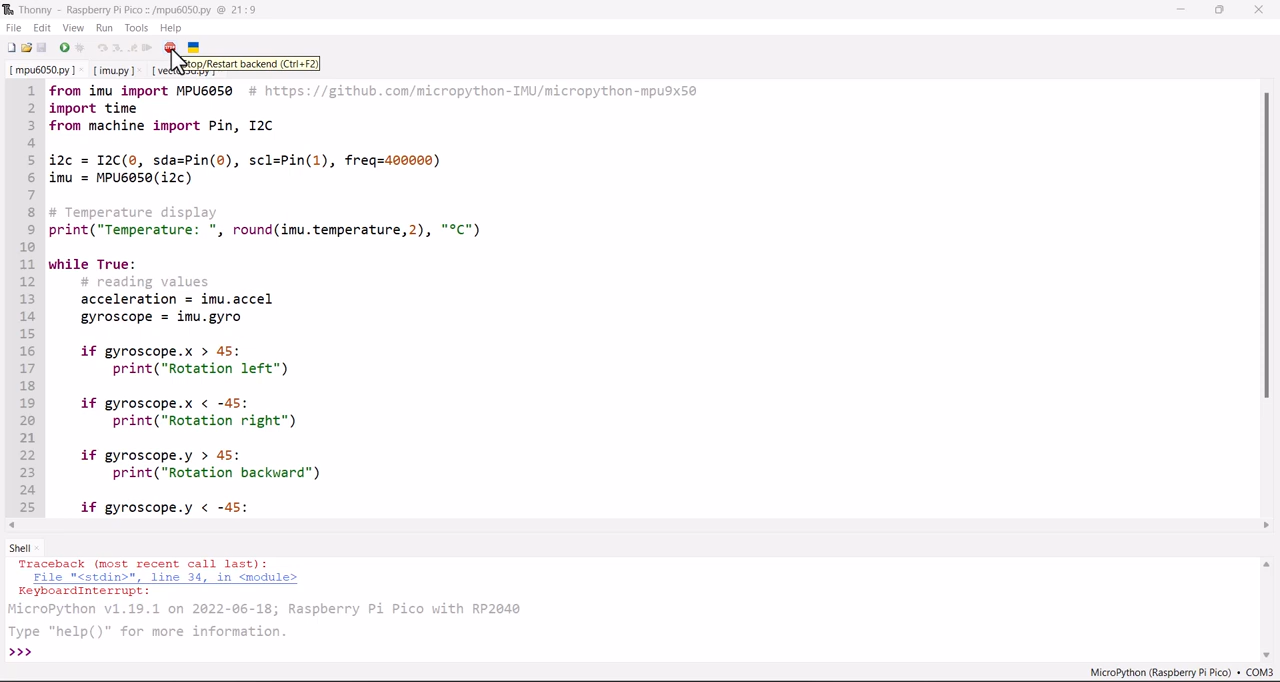 Thonny - Raspberry Pi Pico :: /mpu6050.py @ 21 : 9
File Edit View Run Tools Help
top/Restart backend (Ctrl+F2)
[ mpu6050.py ] × [ imu.py ] ×
1 from imu import MPU6050 # https://github.com/micropython-IMU/micropython-mpu9x50
2 import time
3 from machine import Pin, I2C
4
5 i2c = I2C(0, sda=Pin(0), scl=Pin(1), freq=400000)
6 imu = MPU6050(i2c)
7
8 # Temperature display
9 print("Temperature: ", round(imu.temperature,2), "°C")
10
11 while True:
12 # reading values
13 acceleration = imu.accel
14 gyroscope = imu.gyro
15
16 if gyroscope.x > 45:
17 print("Rotation left")
18
19 if gyroscope.x < -45:
20 print("Rotation right")
21
22 if gyroscope.y > 45:
23 print("Rotation backward")
24
25 if gyroscope.y < -45:
Shell ×
Traceback (most recent call last):
File "<stdin>", line 34, in <module>
KeyboardInterrupt:
MicroPython v1.19.1 on 2022-06-18; Raspberry Pi Pico with RP2040
Type "help()" for more information.
>>>
MicroPython (Raspberry Pi Pico) • COM3